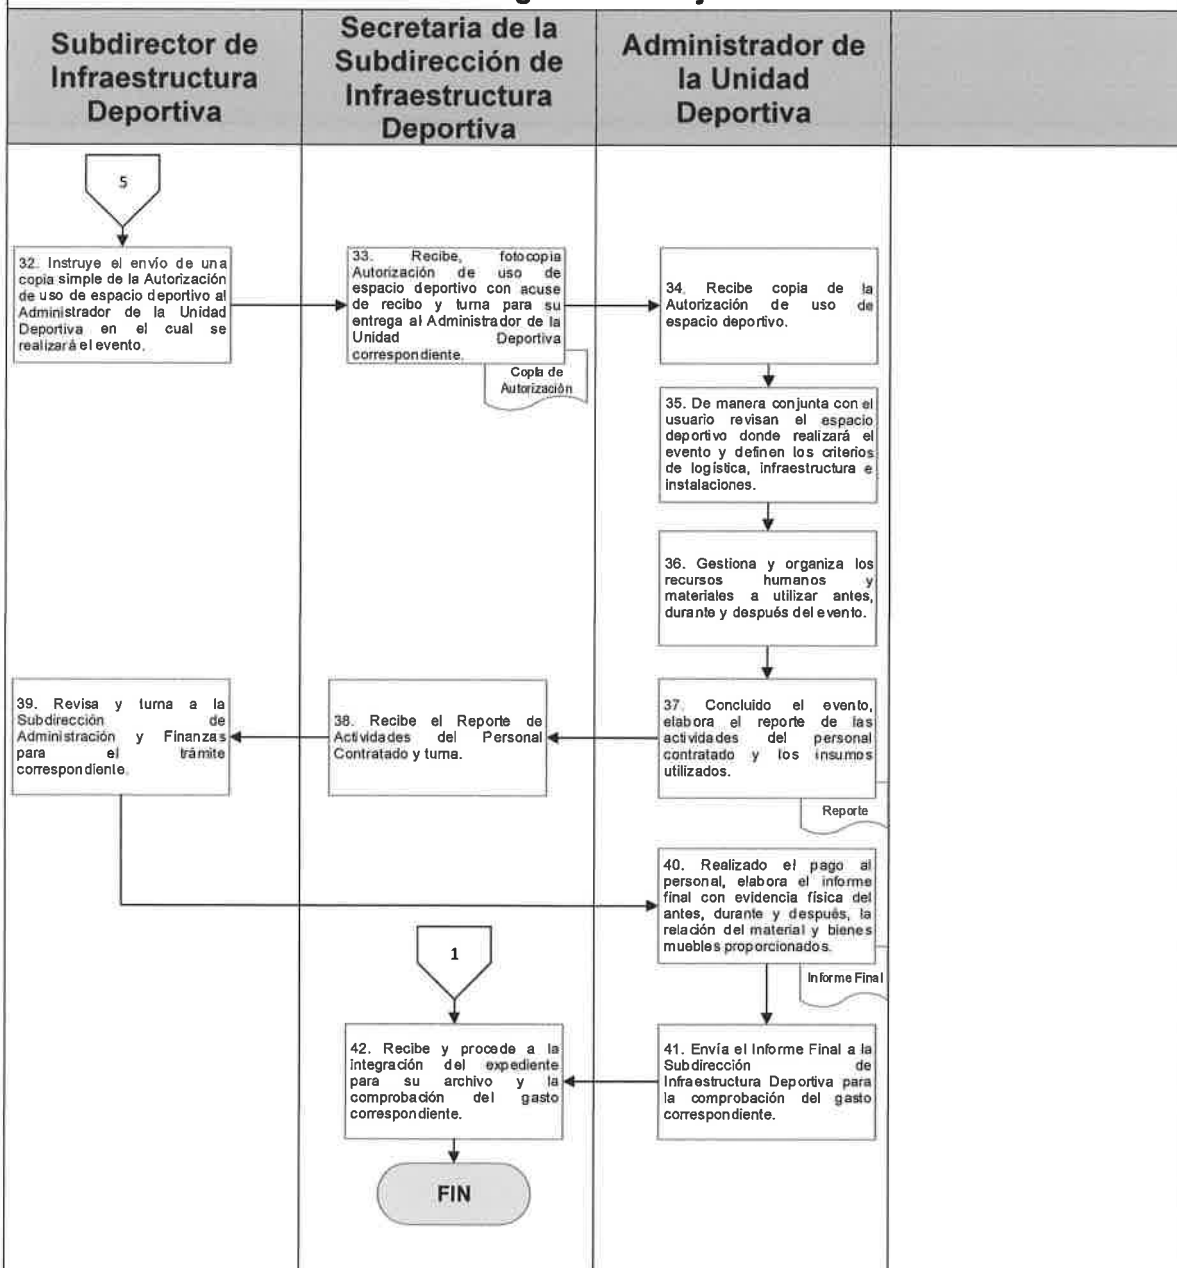 Subdirector de
Infraestructura
Deportiva
Secretaria de la
Subdirección de
Infraestructura
Deportiva
Administrador de
la Unidad
Deportiva
5
32. Instruye el envío de una
copia simple de la Autorización
de uso de espacio deportivo al
Administrador de la Unidad
Deportiva en el cual se
realizará el evento.
33. Recibe, fotocopia
Autorización de uso de
espacio deportivo con acuse
de recibo y turna para su
entrega al Administrador de la
Unidad Deportiva
correspondiente.
Copia de
Autorización
34. Recibe copia de la
Autorización de uso de
espacio deportivo.
35. De manera conjunta con el
usuario revisan el espacio
deportivo donde realizará el
evento y definen los criterios
de logística, infraestructura e
instalaciones.
36. Gestiona y organiza los
recursos humanos y
materiales a utilizar antes,
durante y después del evento.
37. Concluido el evento,
elabora el reporte de las
actividades del personal
contratado y los insumos
utilizados.
Reporte
38. Recibe el Reporte de
Actividades del Personal
Contratado y turna.
39. Revisa y turna a la
Subdirección de
Administración y Finanzas
para el trámite
correspondiente.
40. Realizado el pago al
personal, elabora el informe
final con evidencia física del
antes, durante y después, la
relación del material y bienes
muebles proporcionados.
Informe Final
41. Envía el Informe Final a la
Subdirección de
Infraestructura Deportiva para
la comprobación del gasto
correspondiente.
1
42. Recibe y procede a la
integración del expediente
para su archivo y la
comprobación del gasto
correspondiente.
FIN